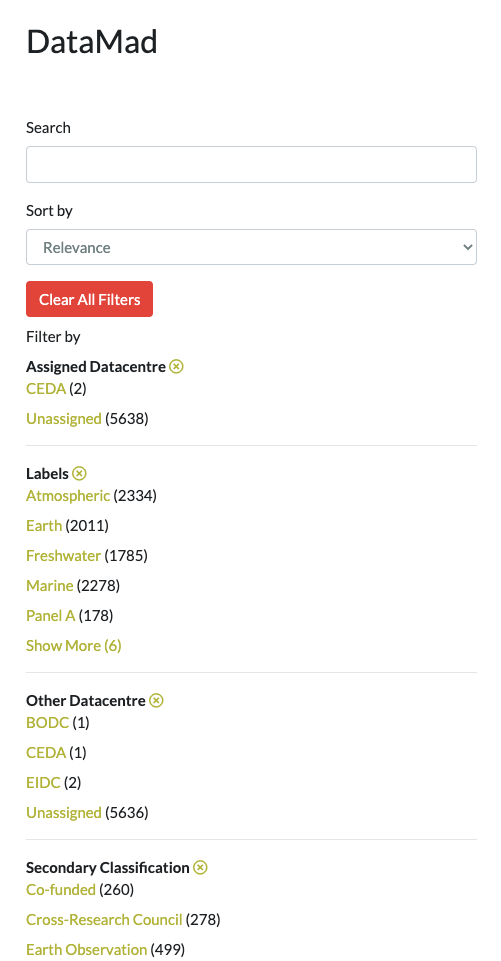 DataMad
Search
Sort by
Relevance
Clear All Filters
Filter by
Assigned Datacentre
CEDA (2)
Unassigned (5638)
Labels
Atmospheric (2334)
Earth (2011)
Freshwater (1785)
Marine (2278)
Panel A (178)
Show More (6)
Other Datacentre
BODC (1)
CEDA (1)
EIDC (2)
Unassigned (5636)
Secondary Classification
Co-funded (260)
Cross-Research Council (278)
Earth Observation (499)